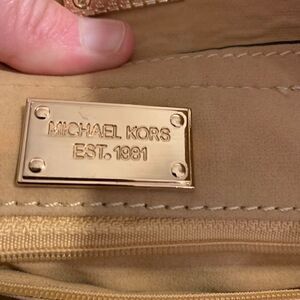 MICHAEL KORS
EST. 1981